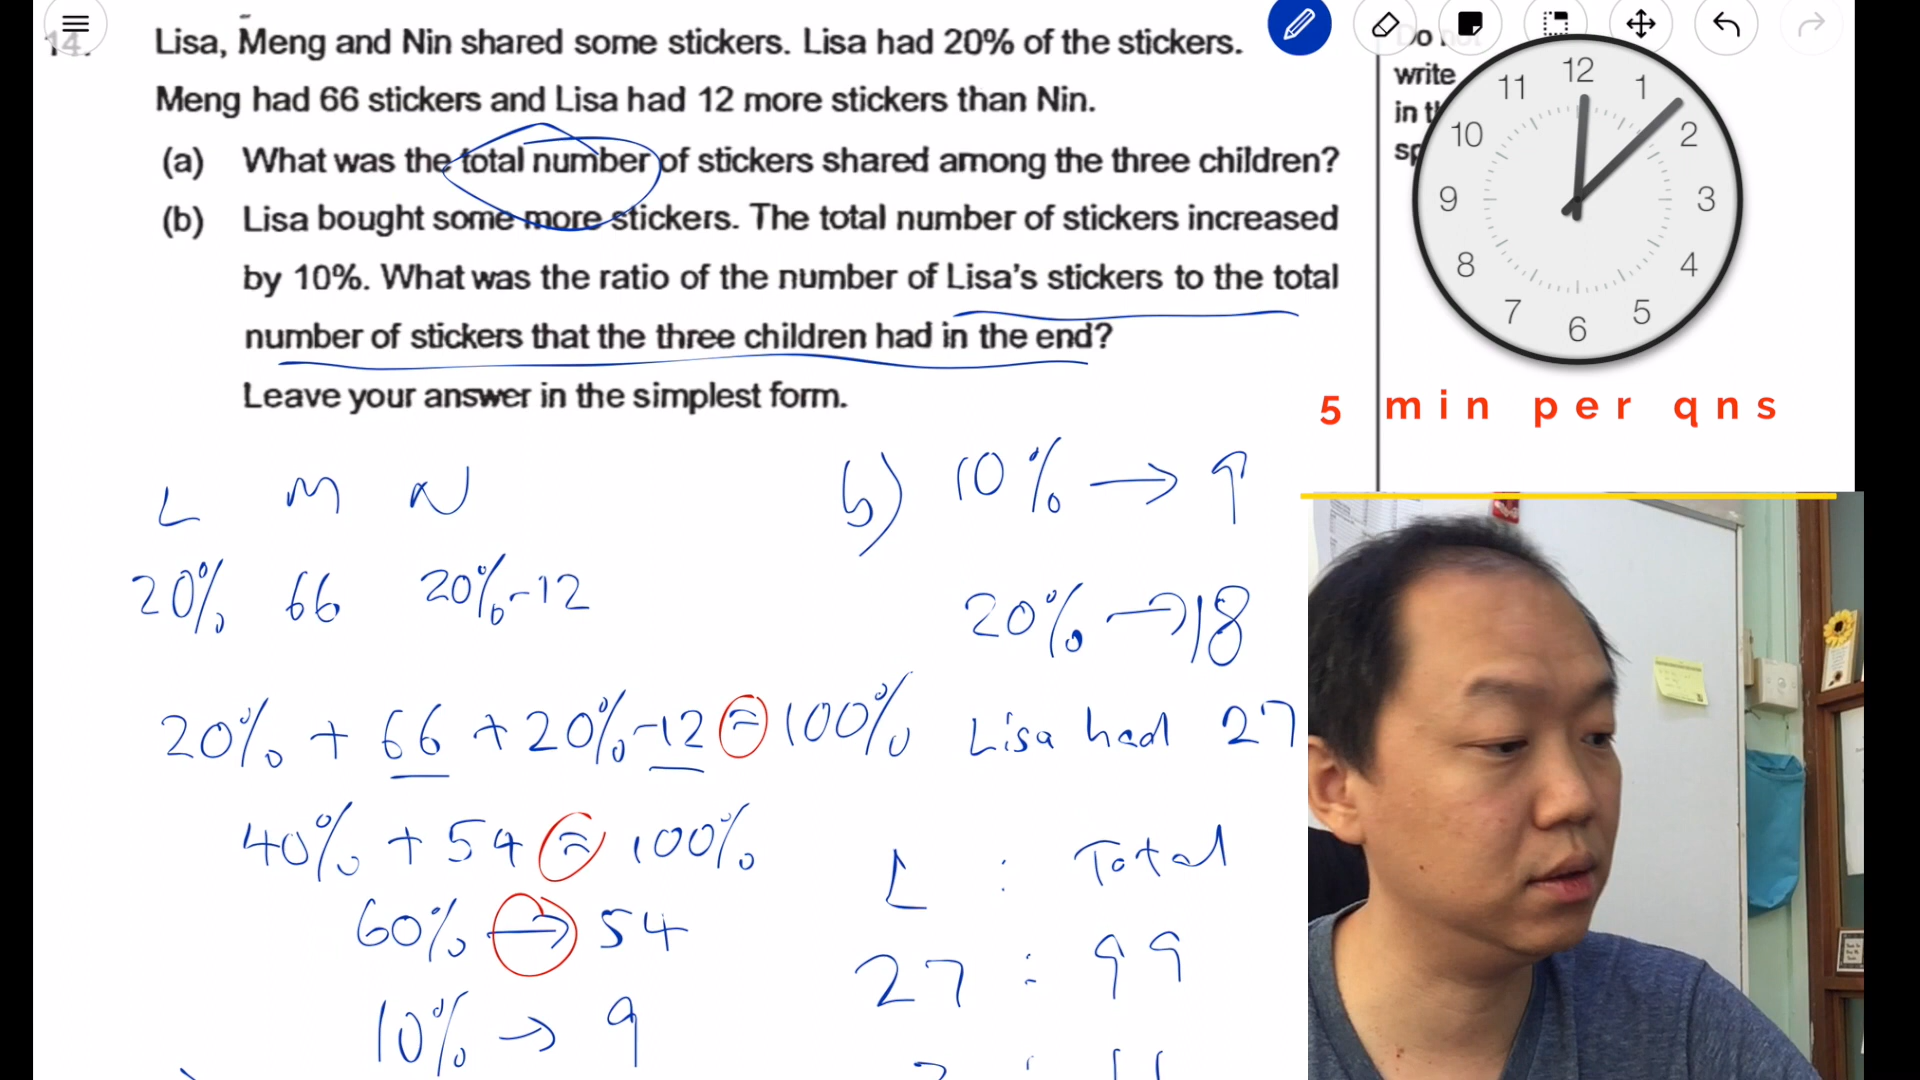 14.
Lisa, Meng and Nin shared some stickers. Lisa had 20% of the stickers.
Meng had 66 stickers and Lisa had 12 more stickers than Nin.
(a) What was the total number of stickers shared among the three children?
(b) Lisa bought some more stickers. The total number of stickers increased
by 10%. What was the ratio of the number of Lisa's stickers to the total
number of stickers that the three children had in the end?
Leave your answer in the simplest form.
Do
write
in
12
1
2
3
4
5
6
7
8
9
10
11
5 min per qns
L M N
20% 66 20%-12
20% + 66 + 20%-12 = 100%
40% + 54 = 100%
60% → 54
10% → 9
b) 10% → 9
20% → 18
Lisa had 27
L : Total
27 : 99
: 11